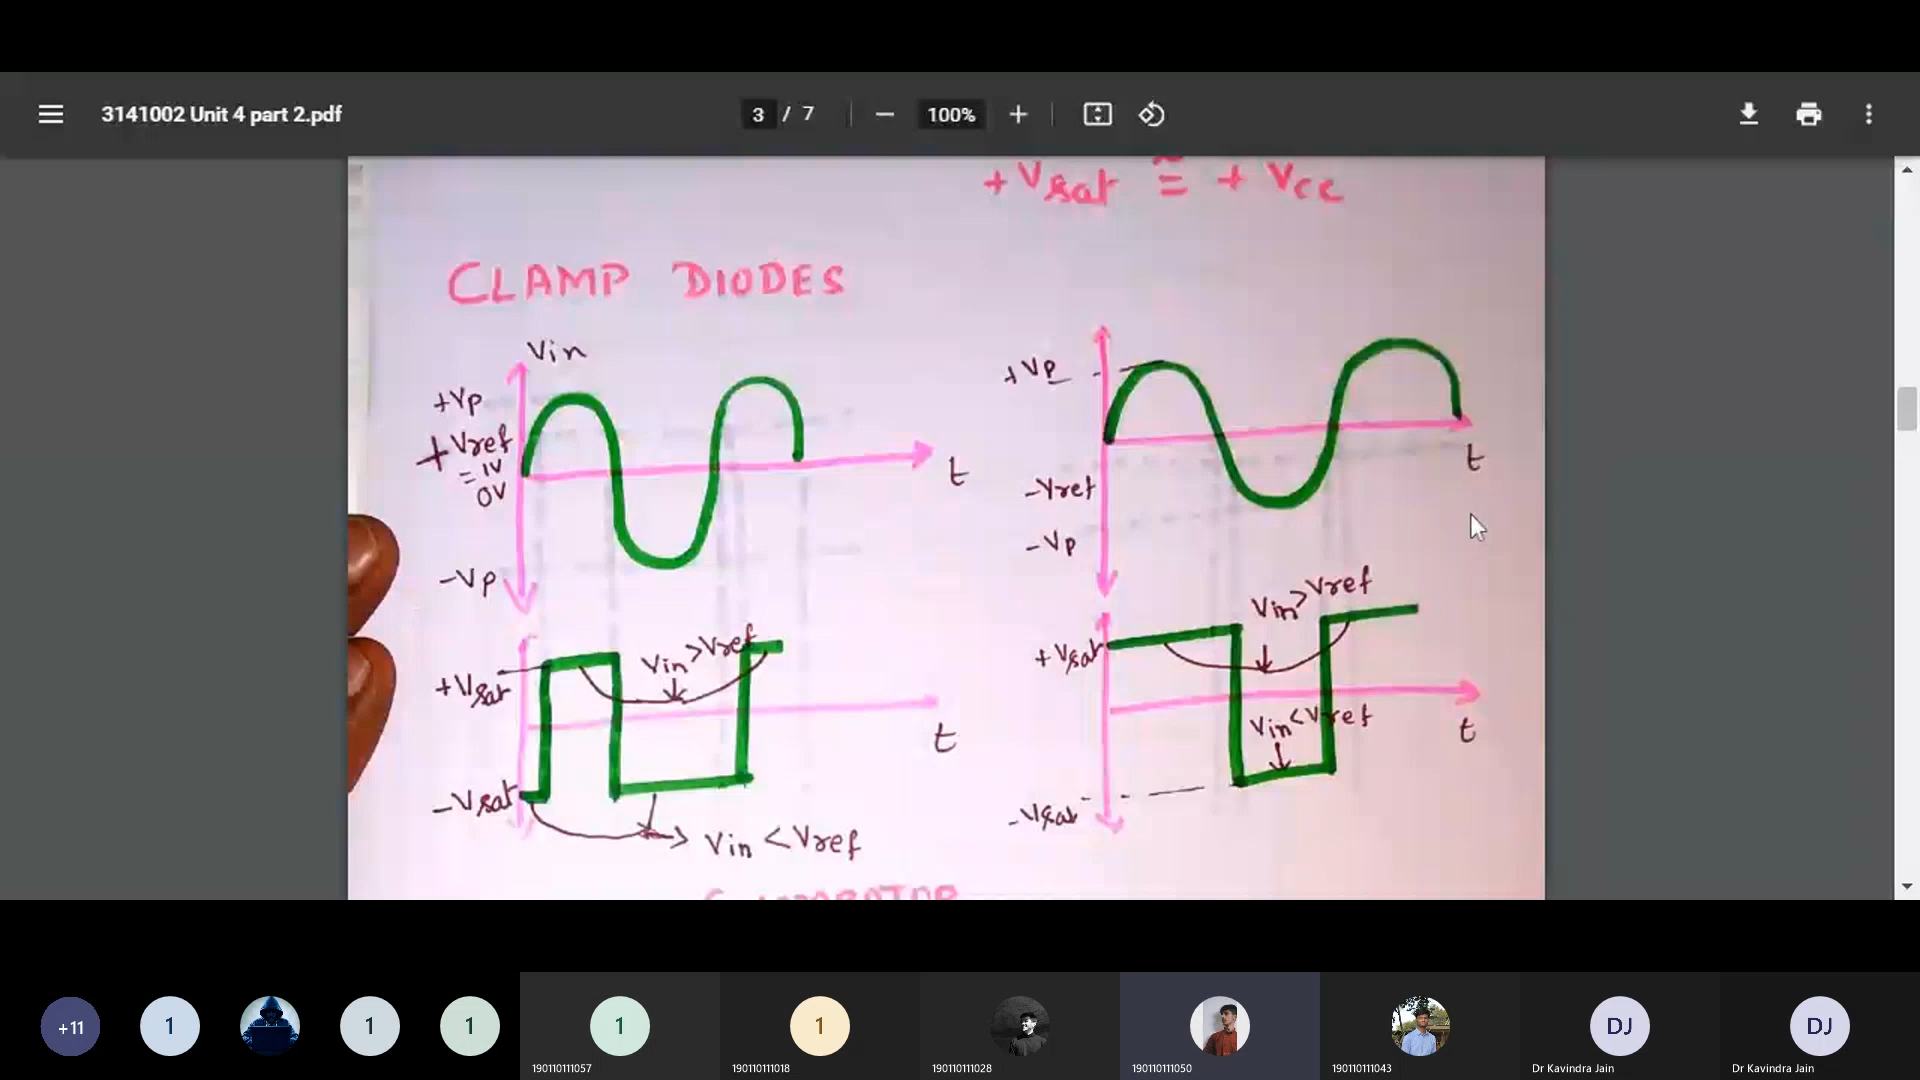 3141002 Unit 4 part 2.pdf
3 / 7
100%
+ Vsat ≅ + Vcc
CLAMP DIODES
Vin
+Vp
+Vref
= 1V
0V
-Vp
t
+Vsat
Vin>Vref
-Vsat
t
Vin <Vref
+Vp
-Vref
-Vp
t
Vin>Vref
+Vsat
Vin<Vref
-Vsat
t
+11
1
1
1
1
190110111057
1
190110111018
190110111028
190110111050
190110111043
DJ
Dr Kavindra Jain
DJ
Dr Kavindra Jain